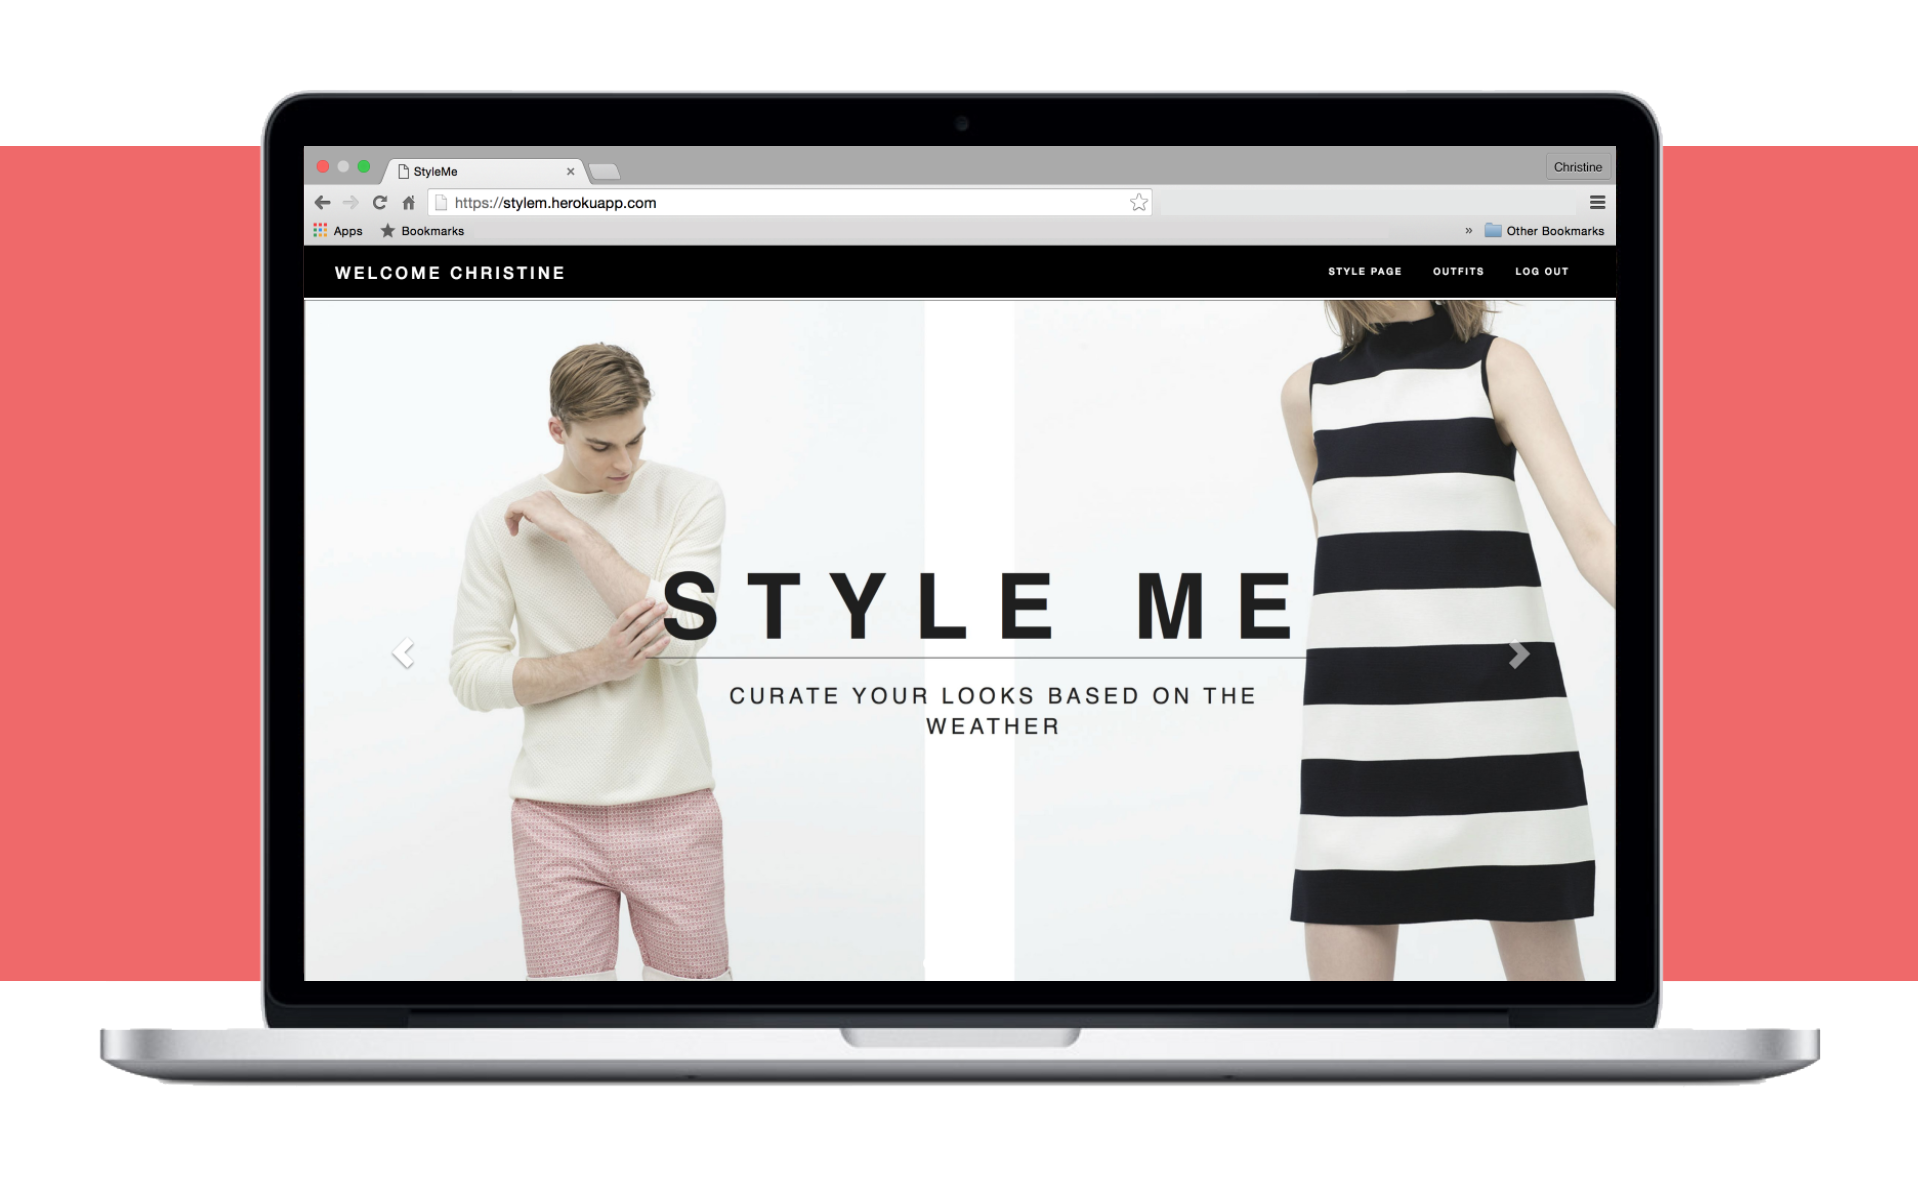 StyleMe
Christine
https://stylem.herokuapp.com
Apps
Bookmarks
»
Other Bookmarks
WELCOME CHRISTINE
STYLE PAGE
OUTFITS
LOG OUT
STYLE ME
CURATE YOUR LOOKS BASED ON THE
WEATHER